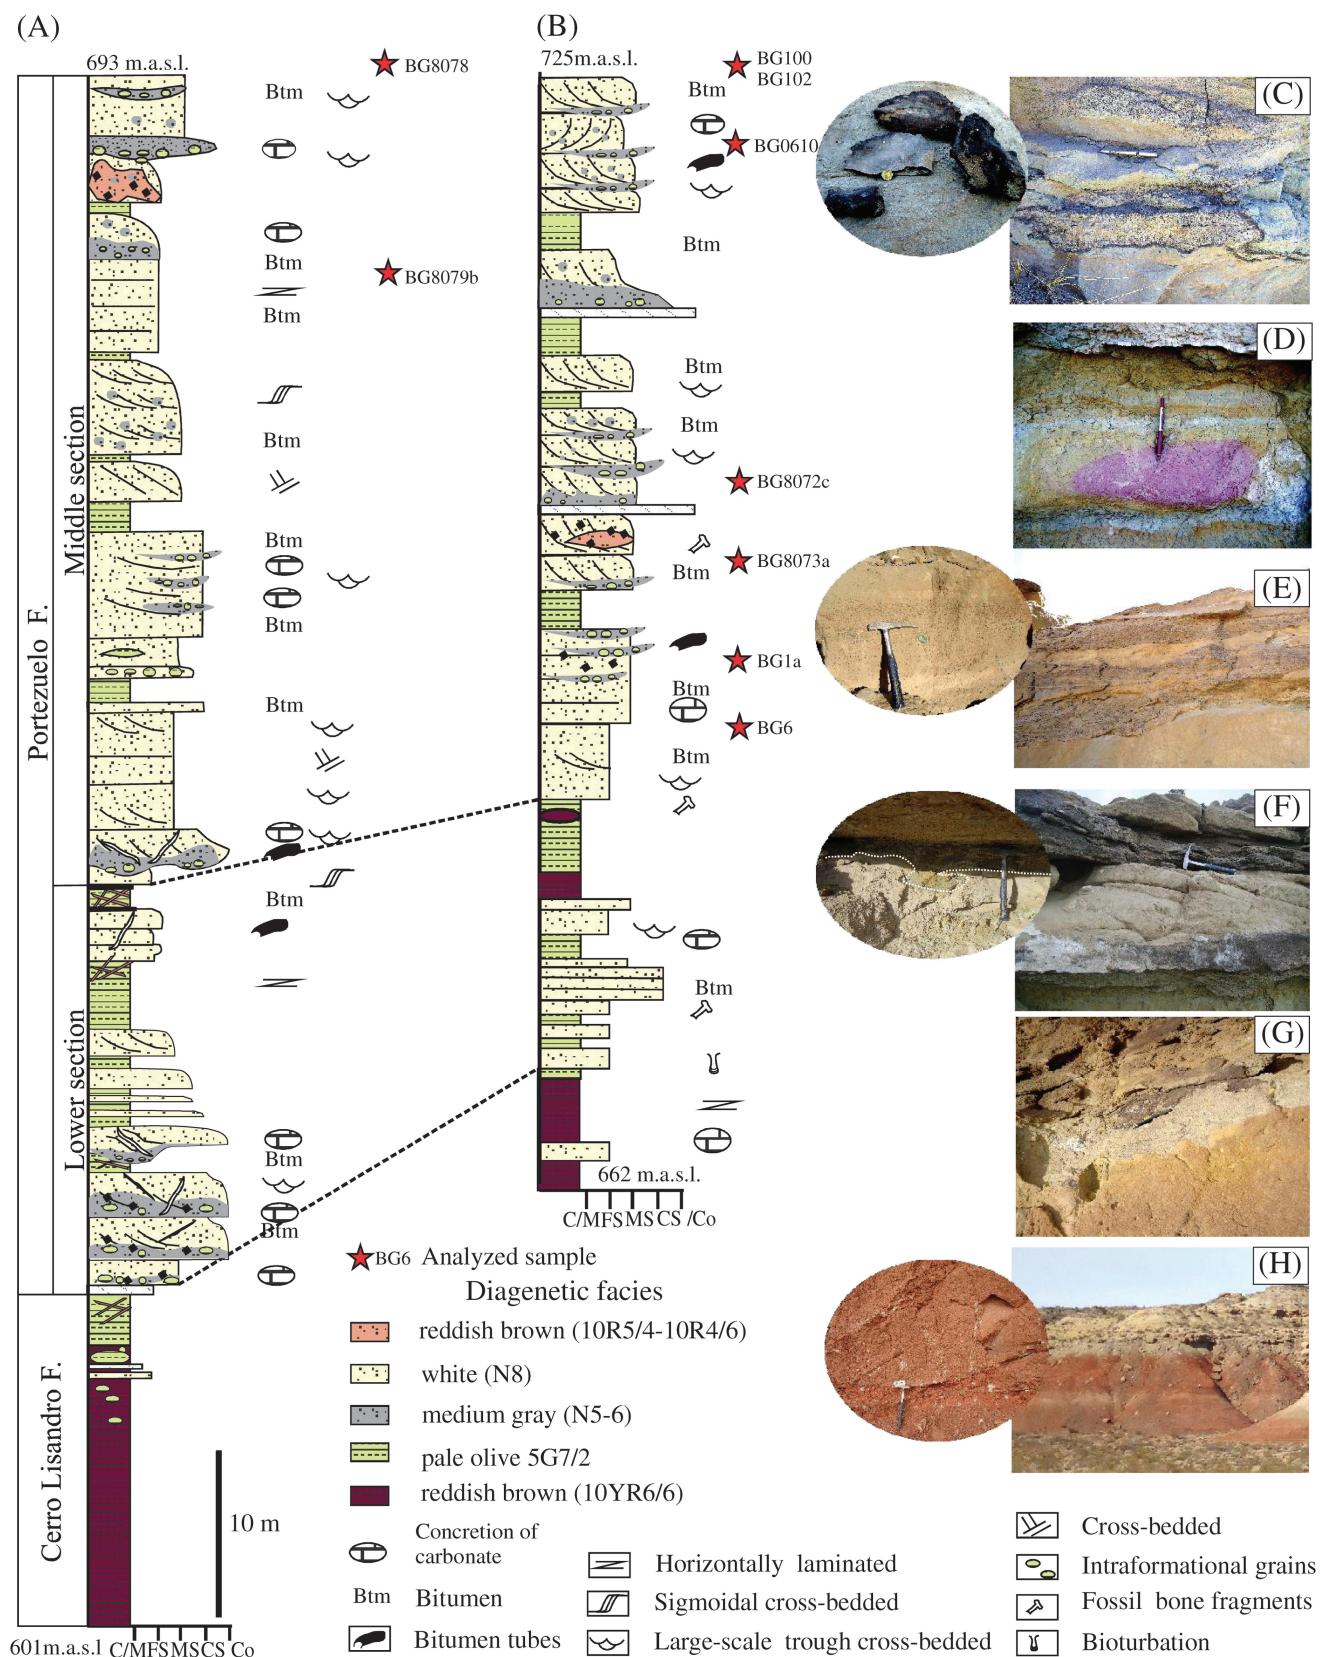 (A)
693 m.a.s.l.
BG8078
Btm
BG8079b
Btm
Btm
Btm
Btm
Btm
Btm
Btm
Btm
Btm
Portezuelo F.
Middle section
Lower section
Cerro Lisandro F.
10 m
601m.a.s.l C/MFSMSCS Co
(B)
725m.a.s.l.
BG100
BG102
Btm
BG0610
Btm
Btm
Btm
BG8072c
BG8073a
Btm
BG1a
Btm
BG6
Btm
Btm
662 m.a.s.l.
C/MFSMS CS /Co
(C)
(D)
(E)
(F)
(G)
(H)
BG6 Analyzed sample
Diagenetic facies
reddish brown (10R5/4-10R4/6)
white (N8)
medium gray (N5-6)
pale olive 5G7/2
reddish brown (10YR6/6)
Concretion of
carbonate
Btm Bitumen
Bitumen tubes
Horizontally laminated
Sigmoidal cross-bedded
Large-scale trough cross-bedded
Cross-bedded
Intraformational grains
Fossil bone fragments
Bioturbation